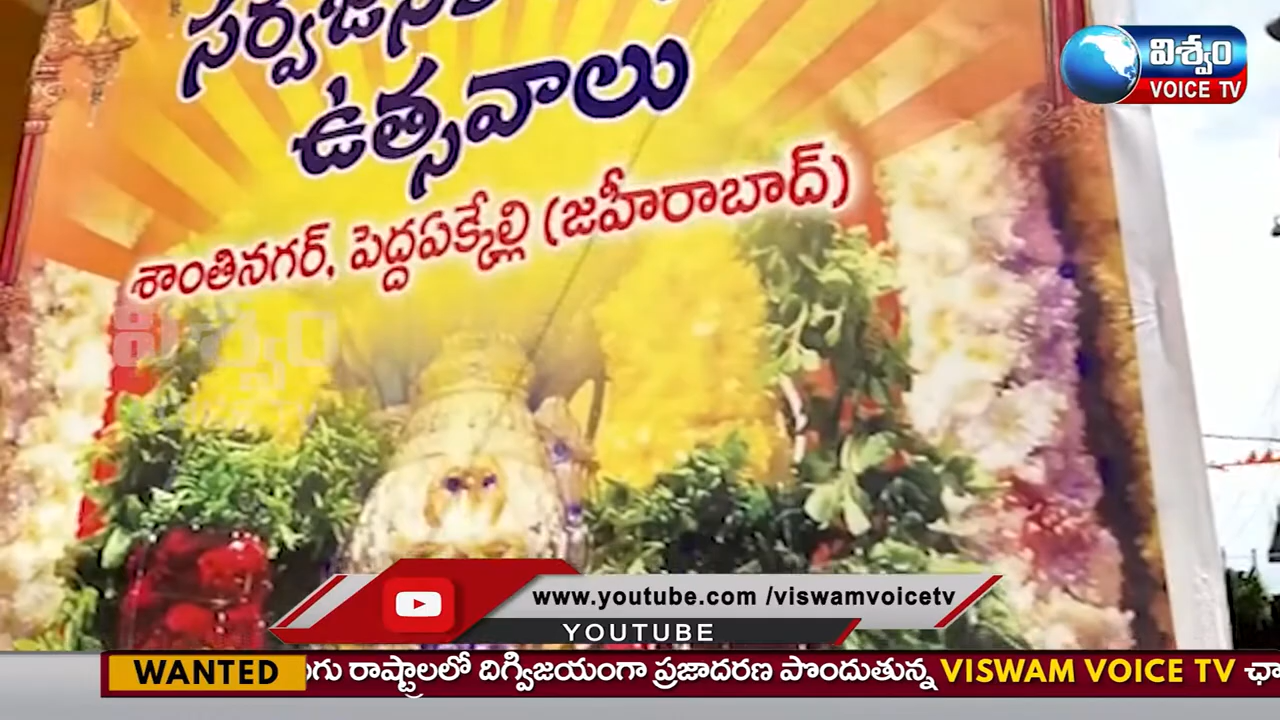 ఉత్సవాలు
శాంతినగర్, పెద్దఏక్కేల్లి (జహీరాబాద్)
విశ్వం
VOICE TV
విశ్వం
www.youtube.com /viswamvoicetv
YOUTUBE
WANTED
రాష్ట్రాలలో దిగ్విజయంగా ప్రజాదరణ పొందుతున్న VISWAM VOICE TV